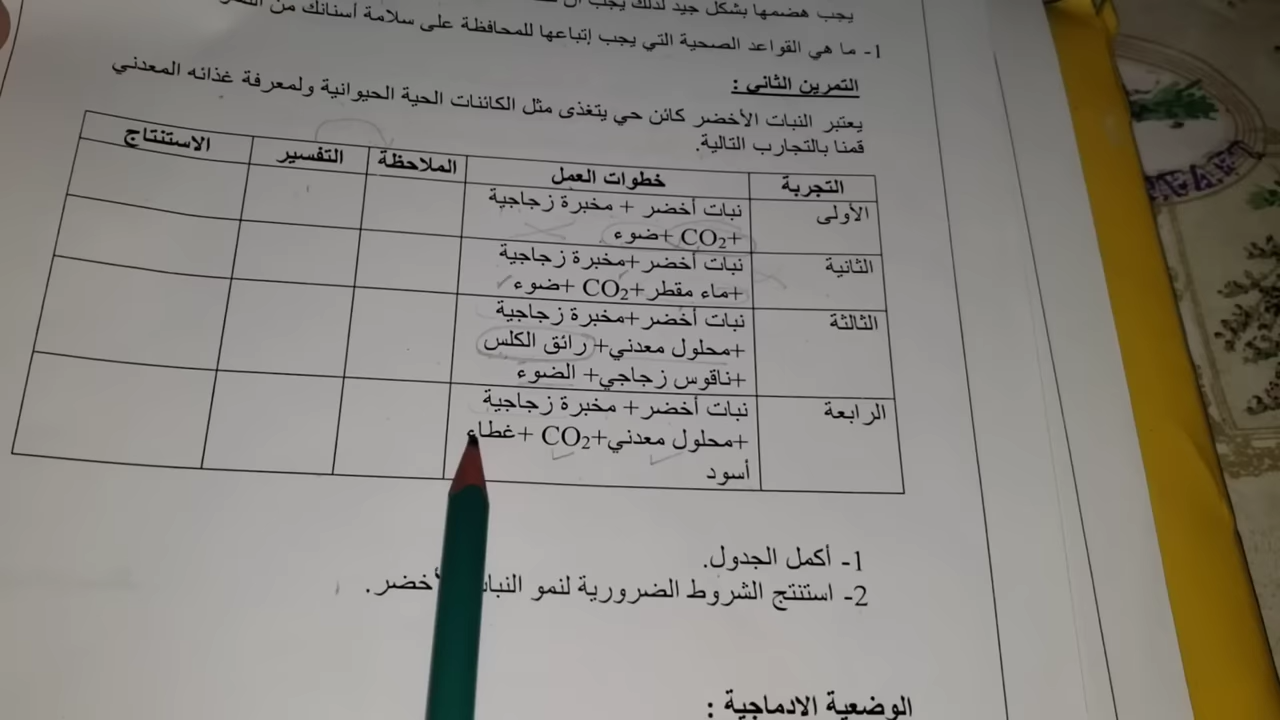 يجب هضمها بشكل جيد لذلك يجب
1- ما هي القواعد الصحية التي يجب إتباعها للمحافظة على سلامة أسنانك من
التمرين الثاني :
يعتبر النبات الأخضر كائن حي يتغذى مثل الكائنات الحية الحيوانية ولمعرفة غذائه المعدني
قمنا بالتجارب التالية.
التجربة خطوات العمل الملاحظة التفسير الاستنتاج
الأولى نبات أخضر + مخبرة زجاجية
+CO2 +ضوء
الثانية نبات أخضر+مخبرة زجاجية
+ماء مقطر+CO2 +ضوء
الثالثة نبات أخضر+مخبرة زجاجية
+محلول معدني+ رائق الكلس
+ناقوس زجاجي+ الضوء
الرابعة نبات أخضر+ مخبرة زجاجية
+محلول معدني+CO2 +غطاء
أسود
1- أكمل الجدول.
2- استنتج الشروط الضرورية لنمو
الوضعية الادماجية :